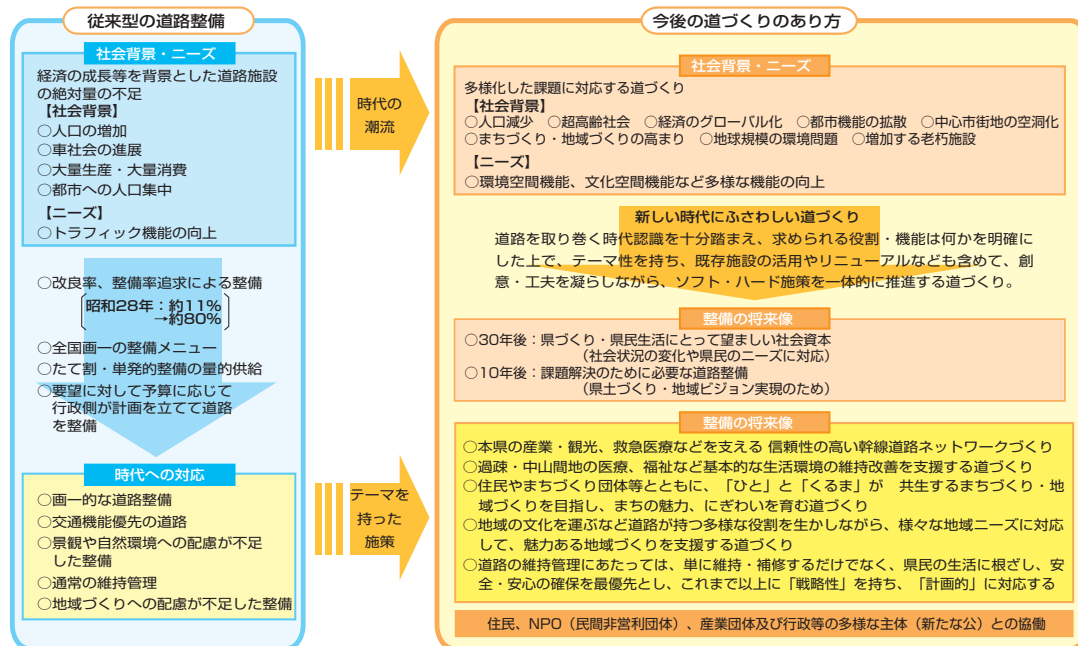 従来型の道路整備
社会背景・ニーズ
経済の成長等を背景とした道路施設
の絶対量の不足
【社会背景】
○人口の増加
○車社会の進展
○大量生産・大量消費
○都市への人口集中
【ニーズ】
○トラフィック機能の向上
○改良率、整備率追求による整備
昭和28年:約11%
→約80%
○全国画一の整備メニュー
○たて割・単発的整備の量的供給
○要望に対して予算に応じて
行政側が計画を立てて道路
を整備
時代への対応
○画一的な道路整備
○交通機能優先の道路
○景観や自然環境への配慮が不足
した整備
○通常の維持管理
○地域づくりへの配慮が不足した整備
時代の
潮流
テーマを
持った
施策
今後の道づくりのあり方
社会背景・ニーズ
多様化した課題に対応する道づくり
【社会背景】
○人口減少 ○超高齢社会 ○経済のグローバル化 ○都市機能の拡散 ○中心市街地の空洞化
○まちづくり・地域づくりの高まり ○地球規模の環境問題 ○増加する老朽施設
【ニーズ】
○環境空間機能、文化空間機能など多様な機能の向上
新しい時代にふさわしい道づくり
道路を取り巻く時代認識を十分踏まえ、求められる役割・機能は何かを明確に
した上で、テーマ性を持ち、既存施設の活用やリニューアルなども含めて、創
意・工夫を凝らしながら、ソフト・ハード施策を一体的に推進する道づくり。
整備の将来像
○30年後:県づくり・県民生活にとって望ましい社会資本
(社会状況の変化や県民のニーズに対応)
○10年後:課題解決のために必要な道路整備
(県土づくり・地域ビジョン実現のため)
整備の将来像
○本県の産業・観光、救急医療などを支える 信頼性の高い幹線道路ネットワークづくり
○過疎・中山間地の医療、福祉など基本的な生活環境の維持改善を支援する道づくり
○住民やまちづくり団体等とともに、「ひと」と「くるま」が 共生するまちづくり・地
域づくりを目指し、まちの魅力、にぎわいを育む道づくり
○地域の文化を運ぶなど道路が持つ多様な役割を生かしながら、様々な地域ニーズに対応
して、魅力ある地域づくりを支援する道づくり
○道路の維持管理にあたっては、単に維持・補修するだけでなく、県民の生活に根ざし、安
全・安心の確保を最優先とし、これまで以上に「戦略性」を持ち、「計画的」に対応する
住民、NPO(民間非営利団体)、産業団体及び行政等の多様な主体(新たな公)との協働